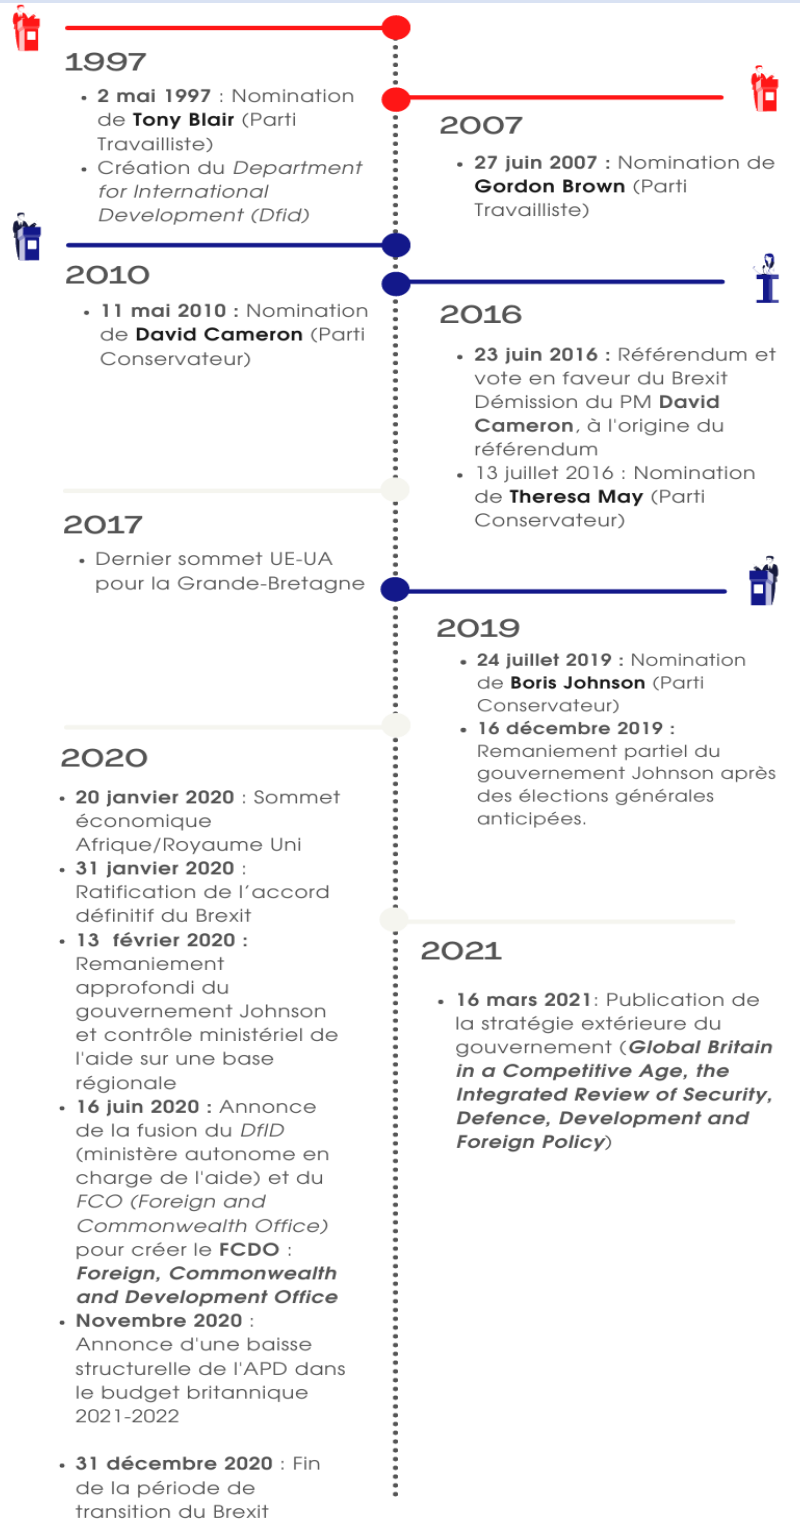 1997
• 2 mai 1997 : Nomination
de Tony Blair (Parti
Travailliste)
• Création du Department
for International
Development (Dfid)
2007
• 27 juin 2007 : Nomination de
Gordon Brown (Parti
Travailliste)
2010
• 11 mai 2010 : Nomination
de David Cameron (Parti
Conservateur)
2016
• 23 juin 2016 : Référendum et
vote en faveur du Brexit
Démission du PM David
Cameron, à l'origine du
référendum
• 13 juillet 2016 : Nomination
de Theresa May (Parti
Conservateur)
2017
• Dernier sommet UE-UA
pour la Grande-Bretagne
2019
• 24 juillet 2019 : Nomination
de Boris Johnson (Parti
Conservateur)
• 16 décembre 2019 :
Remaniement partiel du
gouvernement Johnson après
des élections générales
anticipées.
2020
• 20 janvier 2020 : Sommet
économique
Afrique/Royaume Uni
• 31 janvier 2020 :
Ratification de l’accord
définitif du Brexit
• 13 février 2020 :
Remaniement
approfondi du
gouvernement Johnson
et contrôle ministériel de
l'aide sur une base
régionale
• 16 juin 2020 : Annonce
de la fusion du DfID
(ministère autonome en
charge de l'aide) et du
FCO (Foreign and
Commonwealth Office)
pour créer le FCDO :
Foreign, Commonwealth
and Development Office
• Novembre 2020 :
Annonce d'une baisse
structurelle de l'APD dans
le budget britannique
2021-2022
• 31 décembre 2020 : Fin
de la période de
transition du Brexit
2021
• 16 mars 2021: Publication de
la stratégie extérieure du
gouvernement (Global Britain
in a Competitive Age, the
Integrated Review of Security,
Defence, Development and
Foreign Policy)